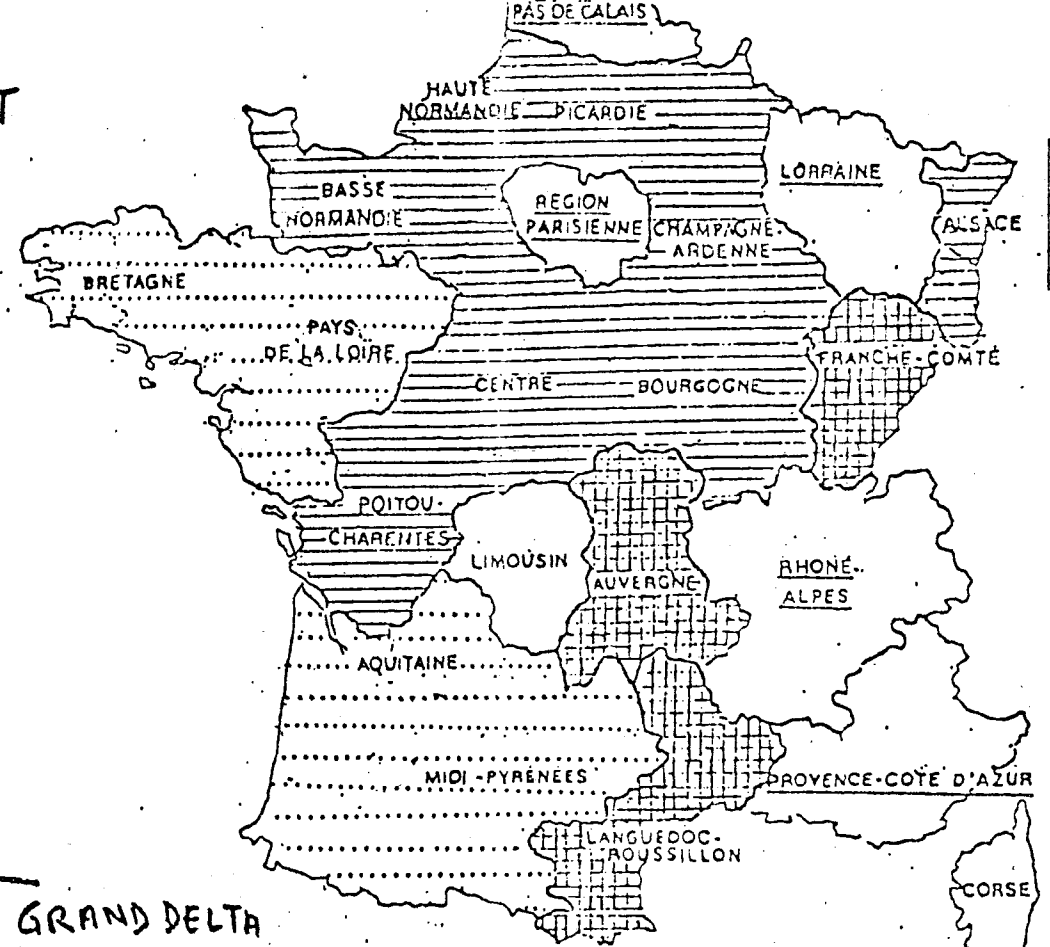 PAS DE CALAIS
T
HAUTE
NORMANDIE
PICARDIE
LORRAINE
BASSE
NORMANDIE
REGION
PARISIENNE
CHAMPAGNE-
ARDENNE
ALSACE
BRETAGNE
PAYS
DE LA LOIRE
FRANCHE-COMTÉ
CENTRE
BOURGOGNE
POITOU-
CHARENTES
LIMOUSIN
AUVERGNE
RHONE-
ALPES
AQUITAINE
MIDI-PYRÉNÉES
PROVENCE-COTE D'AZUR
LANGUEDOC-
ROUSSILLON
CORSE
GRAND DELTA